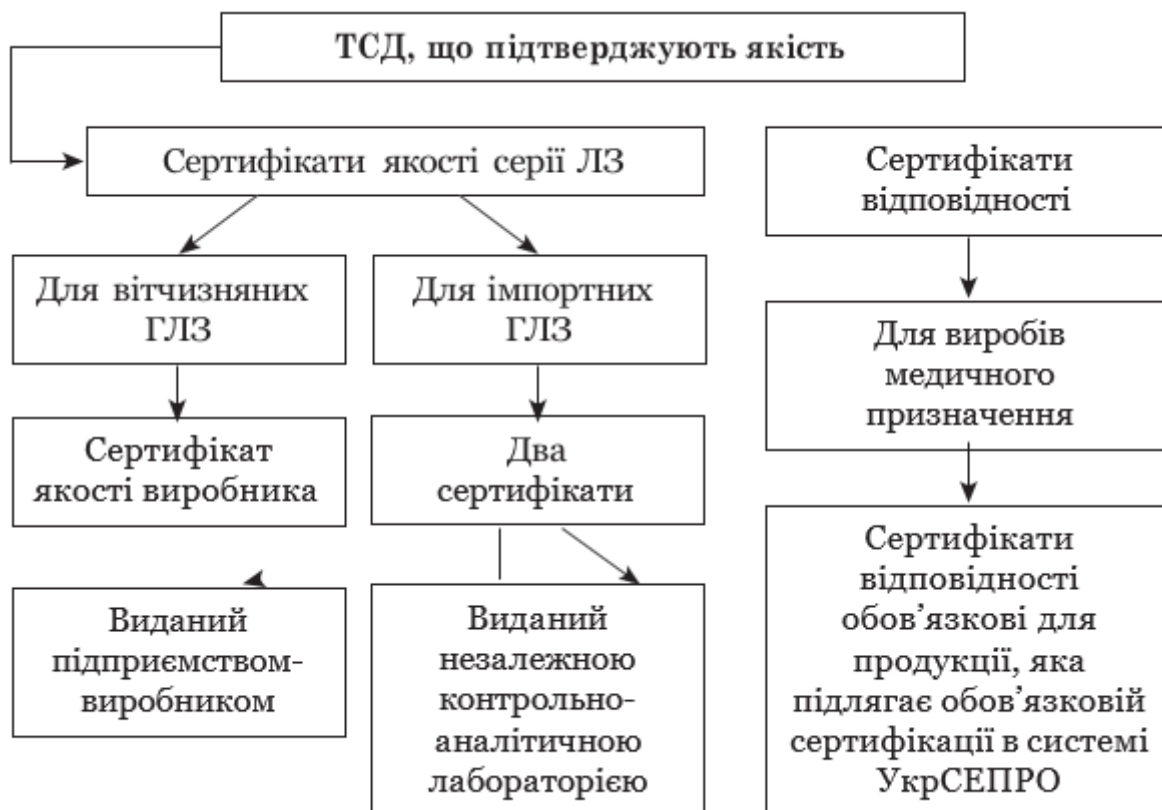 ТСД, що підтверджують якість
Сертифікати якості серії ЛЗ
Сертифікати
відповідності
Для вітчизняних
ГЛЗ
Для імпортних
ГЛЗ
Для виробів
медичного
призначення
Сертифікат
якості виробника
Два
сертифікати
Виданий
підприємством-
виробником
Виданий
незалежною
контрольно-
аналітичною
лабораторією
Сертифікати
відповідності
обов’язкові для
продукції, яка
підлягає обов’язковій
сертифікації в системі
УкрСЕПРО